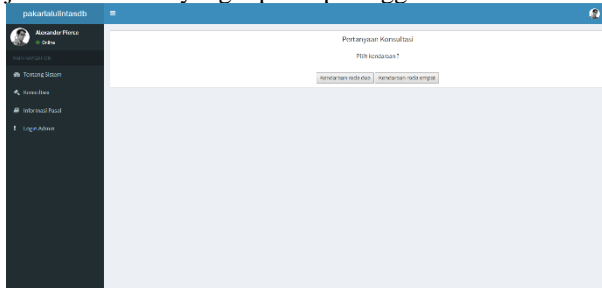 pakarlalulintasdb
Alexander Pierce
Online
Pertanyaan Konsultasi
Pilih kendaraan ?
Kendaraan roda dua
Kendaraan roda empat
Tentang Sistem
Konsultasi
Informasi Pasal
Login Admin